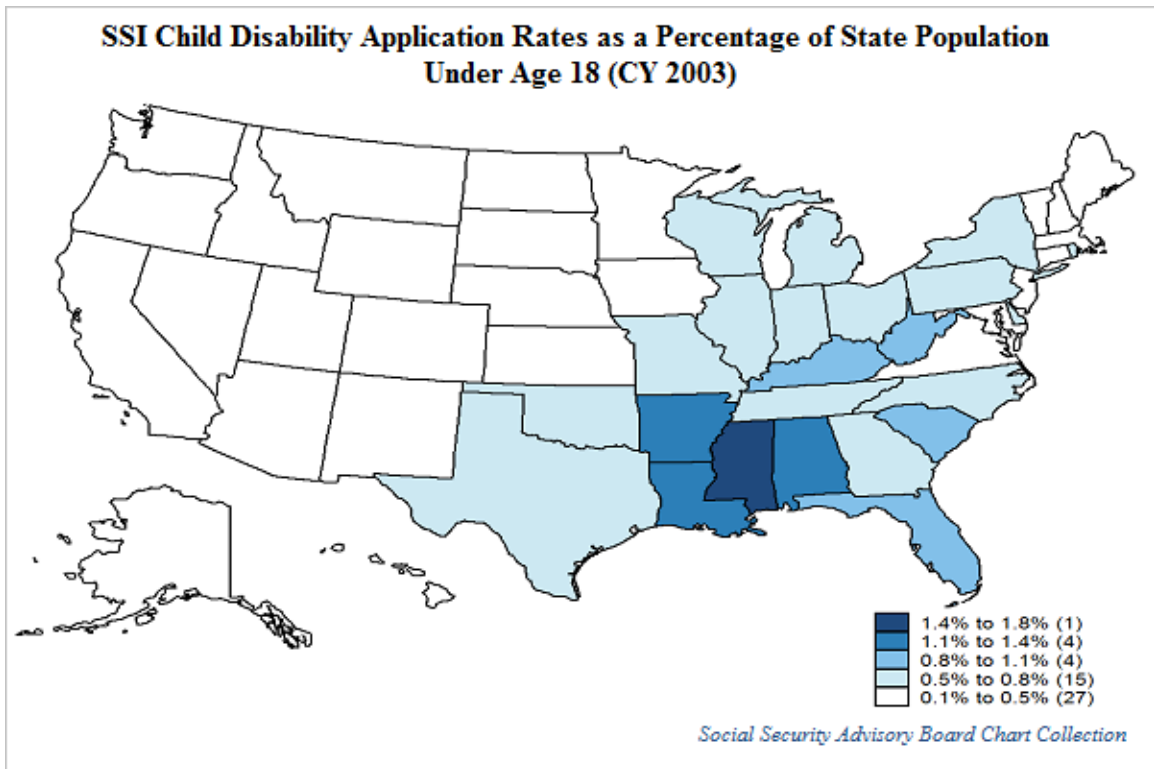 SSI Child Disability Application Rates as a Percentage of State Population
Under Age 18 (CY 2003)
1.4% to 1.8% (1)
1.1% to 1.4% (4)
0.8% to 1.1% (4)
0.5% to 0.8% (15)
0.1% to 0.5% (27)
Social Security Advisory Board Chart Collection